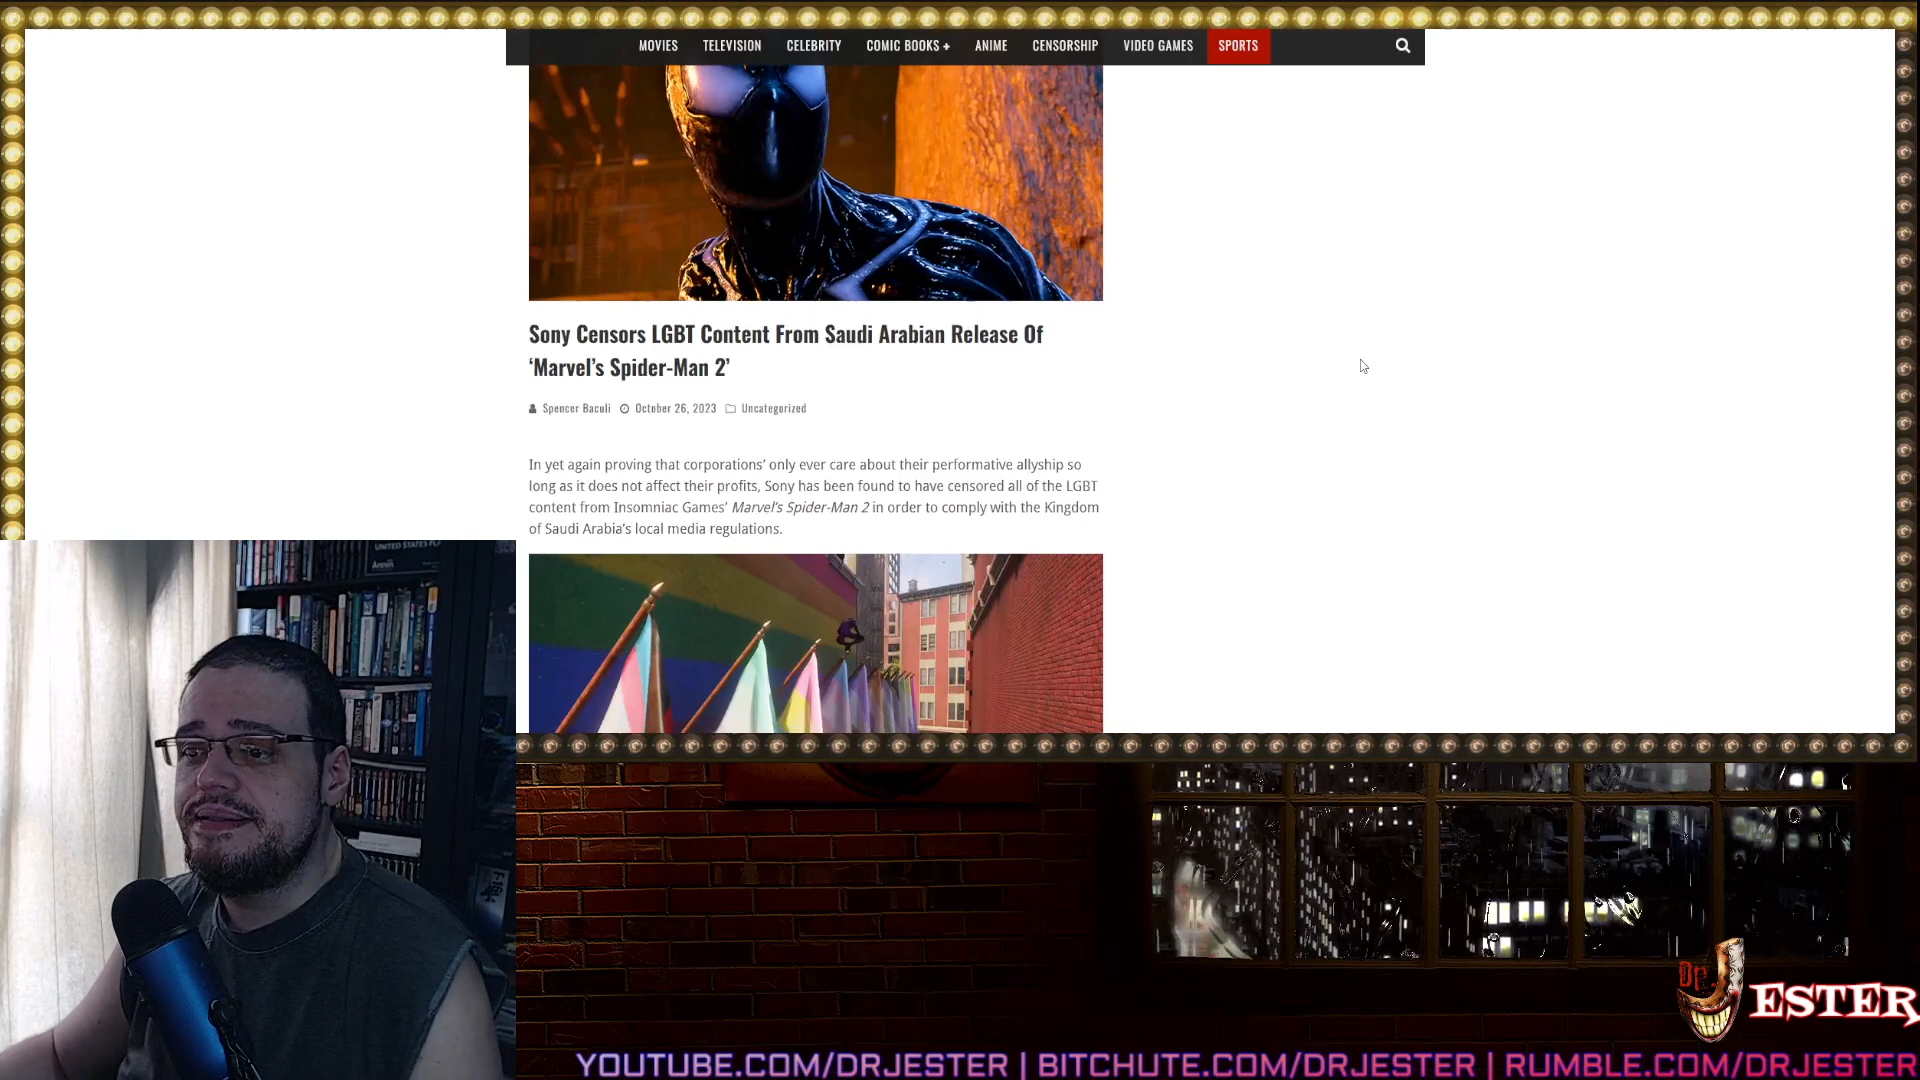 MOVIES TELEVISION CELEBRITY COMIC BOOKS + ANIME CENSORSHIP VIDEO GAMES SPORTS
Sony Censors LGBT Content From Saudi Arabian Release Of
‘Marvel’s Spider-Man 2’
Spencer Baculi October 26, 2023 Uncategorized
In yet again proving that corporations’ only ever care about their performative allyship so
long as it does not affect their profits, Sony has been found to have censored all of the LGBT
content from Insomniac Games’ Marvel’s Spider-Man 2 in order to comply with the Kingdom
of Saudi Arabia’s local media regulations.
Dr. JESTER
YOUTUBE.COM/DRJESTER | BITCHUTE.COM/DRJESTER | RUMBLE.COM/DRJESTER